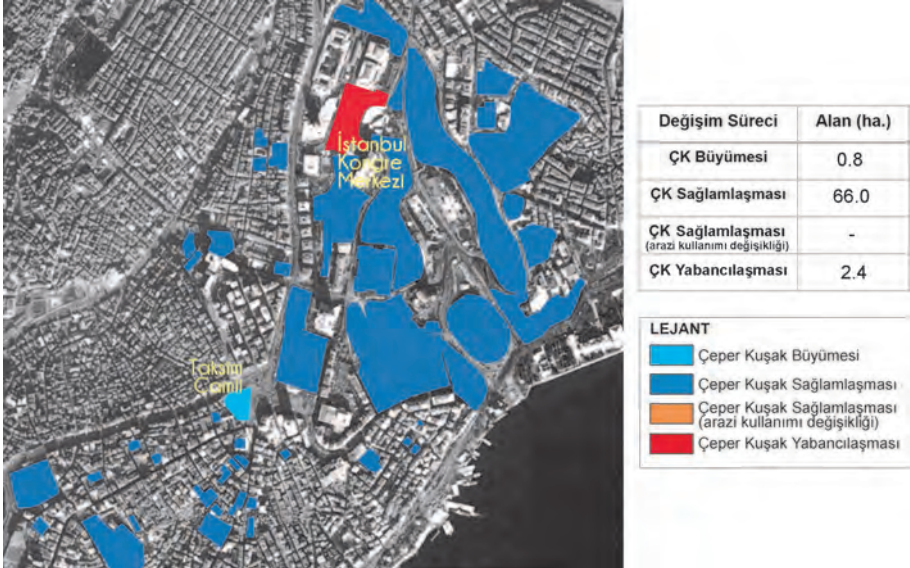 İstanbul
Kongre
Merkezi
Taksim
Camii
Değişim Süreci Alan (ha.)
ÇK Büyümesi 0.8
ÇK Sağlamlaşması 66.0
ÇK Sağlamlaşması
(arazi kullanımı değişikliği) -
ÇK Yabancılaşması 2.4
LEJANT
Çeper Kuşak Büyümesi
Çeper Kuşak Sağlamlaşması
Çeper Kuşak Sağlamlaşması
(arazi kullanımı değişikliği)
Çeper Kuşak Yabancılaşması